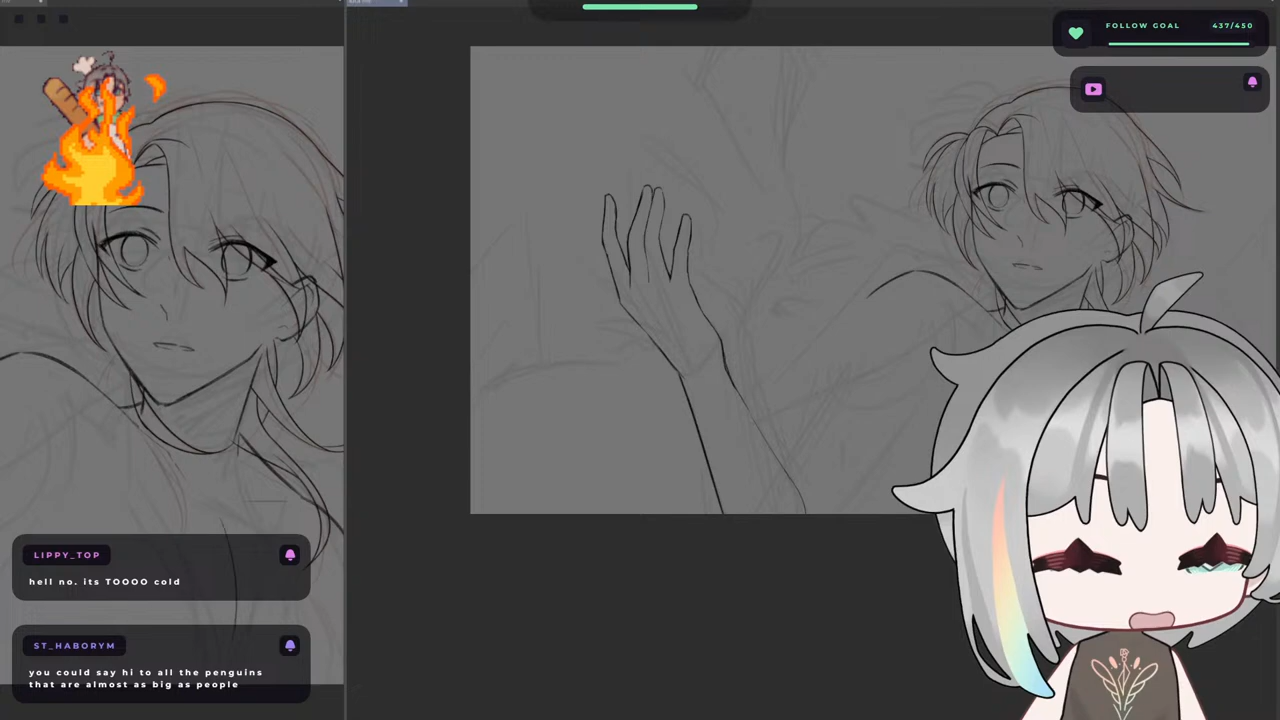 FOLLOW GOAL 437/450
LIPPY_TOP
hell no. its TOOOO cold
ST_HABORYM
you could say hi to all the penguins
that are almost as big as people